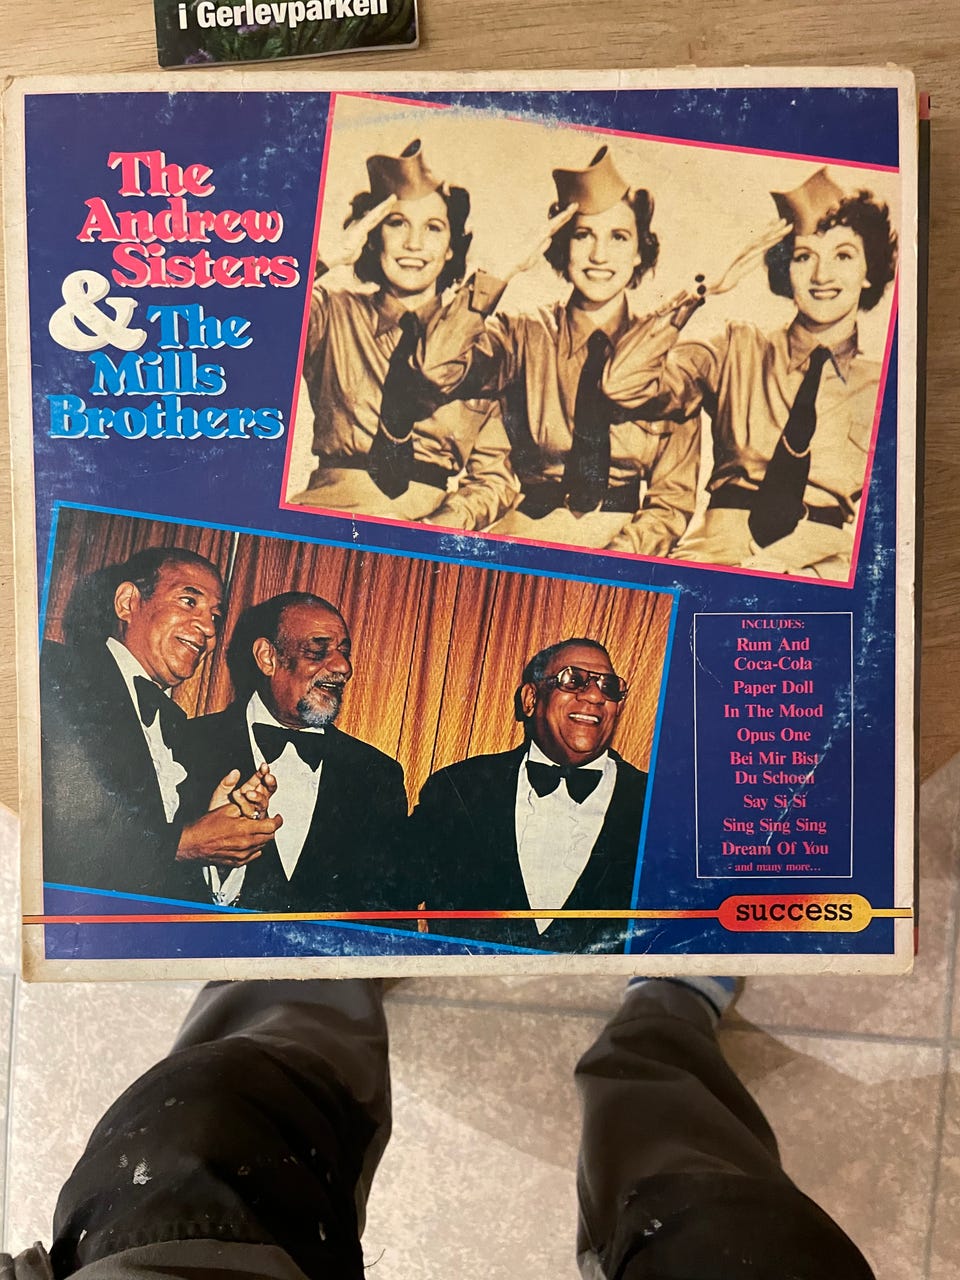 i Gerlevparken
The
Andrew
Sisters
& The
Mills
Brothers
INCLUDES:
Rum And
Coca-Cola
Paper Doll
In The Mood
Opus One
Bei Mir Bist
Du Schoen
Say Si Si
Sing Sing Sing
Dream Of You
and many more...
success